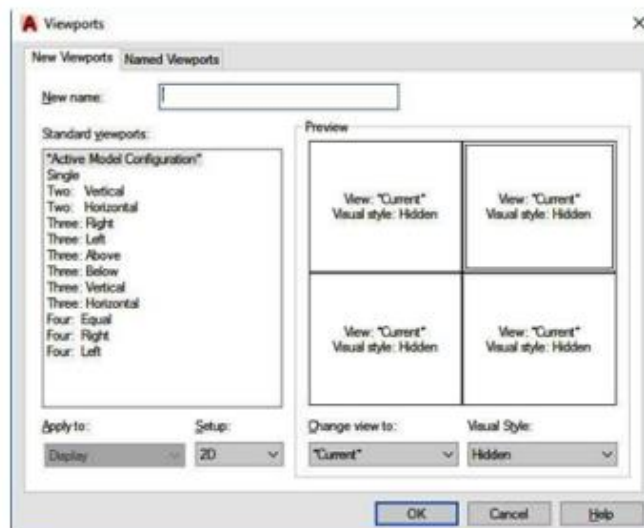 A Viewports
New Viewports Named Viewports
New name:
Standard viewports:
*Active Model Configuration*
Single
Two: Vertical
Two: Horizontal
Three: Right
Three: Left
Three: Above
Three: Below
Three: Vertical
Three: Horizontal
Four: Equal
Four: Right
Four: Left
Apply to:
Display
Setup:
2D
Preview
View: *Current*
Visual style: Hidden
View: *Current*
Visual style: Hidden
View: *Current*
Visual style: Hidden
View: *Current*
Visual style: Hidden
Change view to:
*Current*
Visual Style:
Hidden
OK Cancel Help